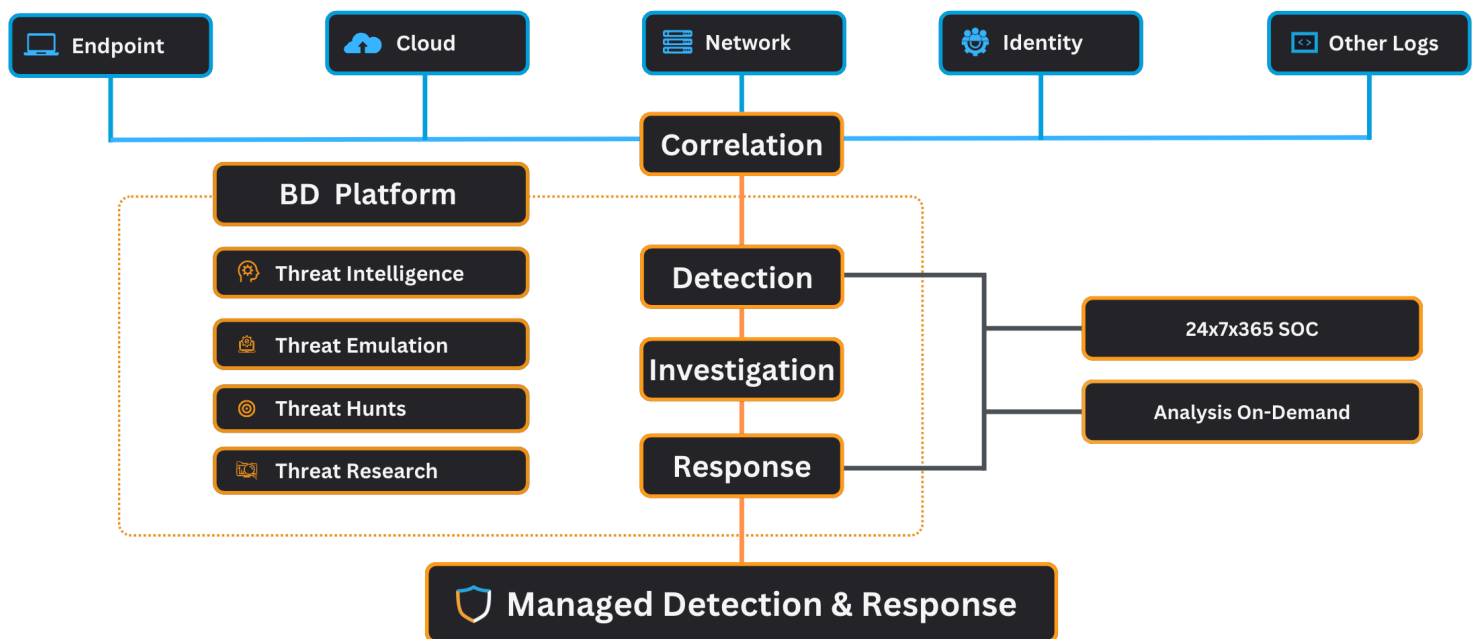 Endpoint
Cloud
Network
Identity
Other Logs
Correlation
BD Platform
Threat Intelligence
Threat Emulation
Threat Hunts
Threat Research
Detection
Investigation
Response
24x7x365 SOC
Analysis On-Demand
Managed Detection & Response